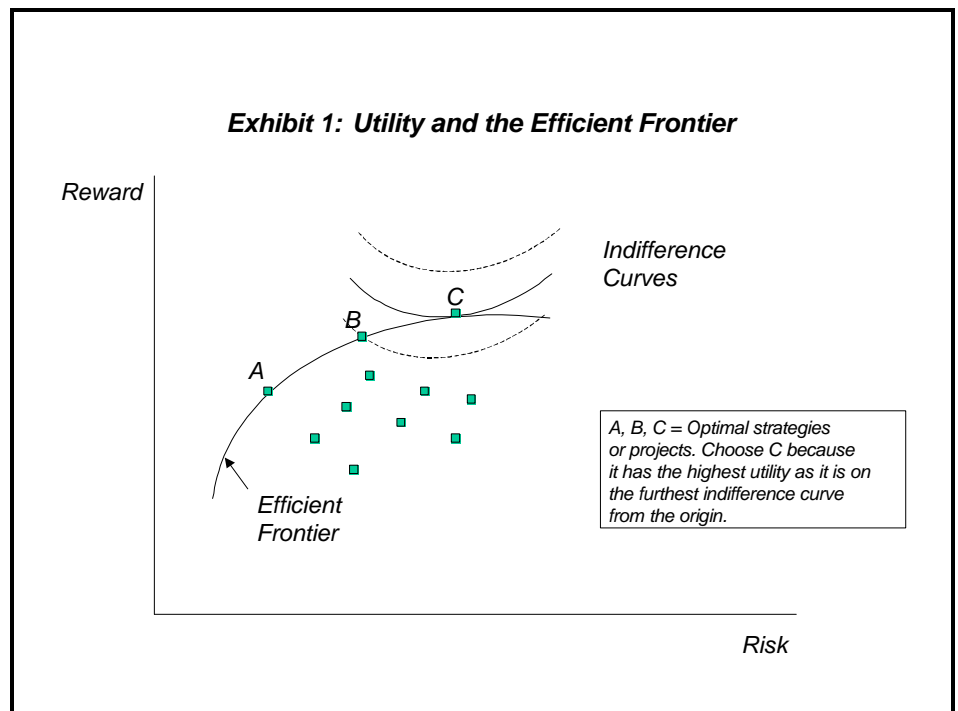 Exhibit 1: Utility and the Efficient Frontier
Reward
Indifference
Curves
C
B
A
A, B, C = Optimal strategies
or projects. Choose C because
it has the highest utility as it is on
the furthest indifference curve
from the origin.
Efficient
Frontier
Risk